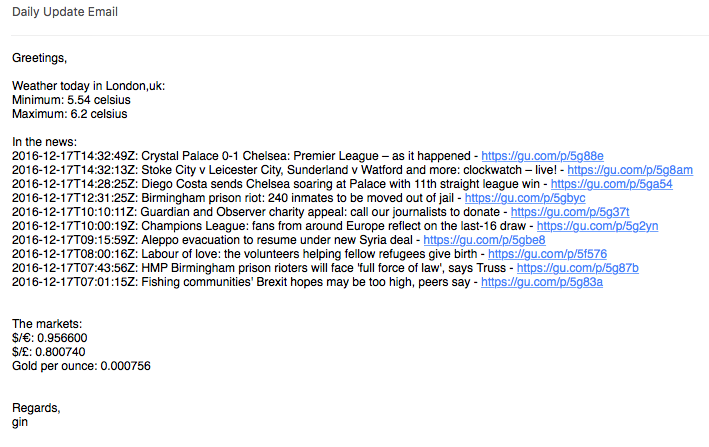 Daily Update Email
Greetings,
Weather today in London,uk:
Minimum: 5.54 celsius
Maximum: 6.2 celsius
In the news:
2016-12-17T14:32:49Z: Crystal Palace 0-1 Chelsea: Premier League – as it happened - https://gu.com/p/5g88e
2016-12-17T14:32:13Z: Stoke City v Leicester City, Sunderland v Watford and more: clockwatch – live! - https://gu.com/p/5g8am
2016-12-17T14:28:25Z: Diego Costa sends Chelsea soaring at Palace with 11th straight league win - https://gu.com/p/5ga54
2016-12-17T12:31:25Z: Birmingham prison riot: 240 inmates to be moved out of jail - https://gu.com/p/5gbyc
2016-12-17T10:10:11Z: Guardian and Observer charity appeal: call our journalists to donate - https://gu.com/p/5g37t
2016-12-17T10:00:19Z: Champions League: fans from around Europe reflect on the last-16 draw - https://gu.com/p/5g2yn
2016-12-17T09:15:59Z: Aleppo evacuation to resume under new Syria deal - https://gu.com/p/5gbe8
2016-12-17T08:00:16Z: Labour of love: the volunteers helping fellow refugees give birth - https://gu.com/p/5f576
2016-12-17T07:43:56Z: HMP Birmingham prison rioters will face 'full force of law', says Truss - https://gu.com/p/5g87b
2016-12-17T07:01:15Z: Fishing communities' Brexit hopes may be too high, peers say - https://gu.com/p/5g83a
The markets:
$/€: 0.956600
$/£: 0.800740
Gold per ounce: 0.000756
Regards,
gin